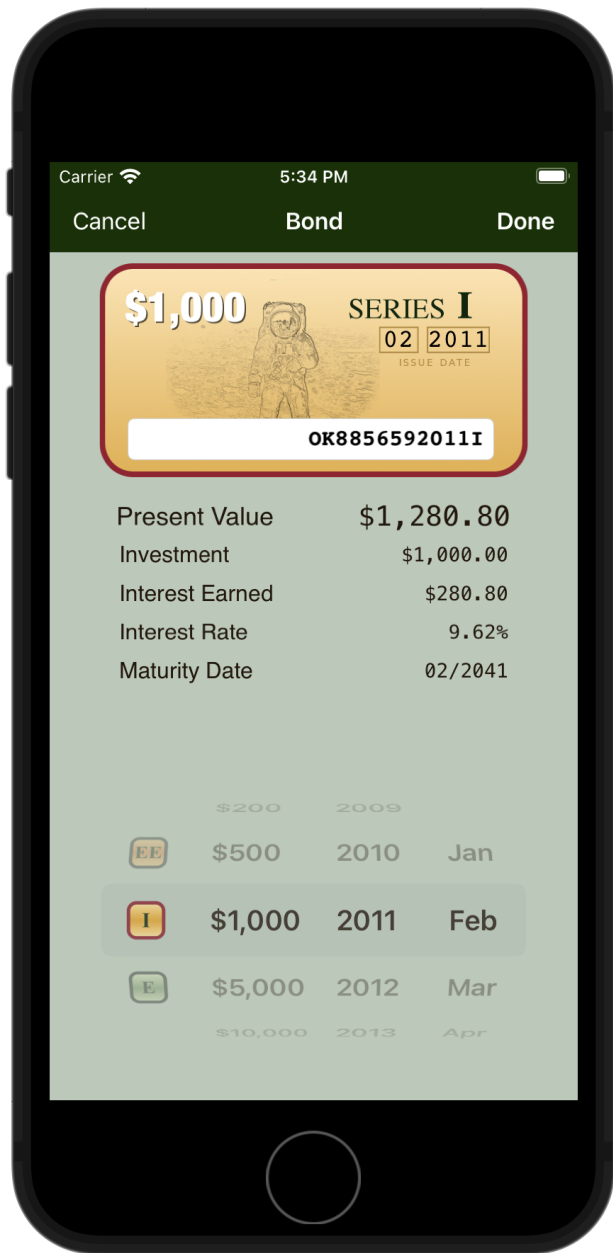 Carrier 5:34 PM
Cancel Bond Done
$1,000 SERIES I
02 2011
ISSUE DATE
OK8856592011I
Present Value $1,280.80
Investment $1,000.00
Interest Earned $280.80
Interest Rate 9.62%
Maturity Date 02/2041
$200 2009
EE $500 2010 Jan
I $1,000 2011 Feb
E $5,000 2012 Mar
$10,000 2013 Apr